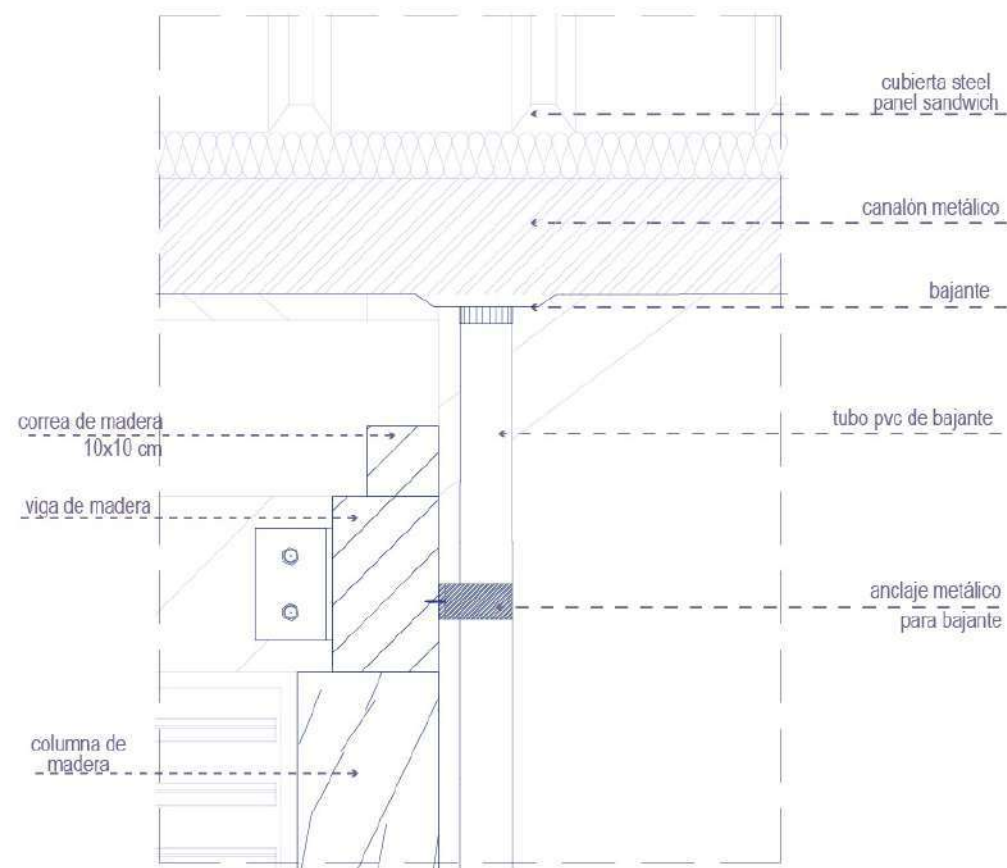 cubierta steel
panel sandwich
canalón metálico
bajante
correa de madera
10x10 cm
tubo pvc de bajante
viga de madera
anclaje metálico
para bajante
columna de
madera